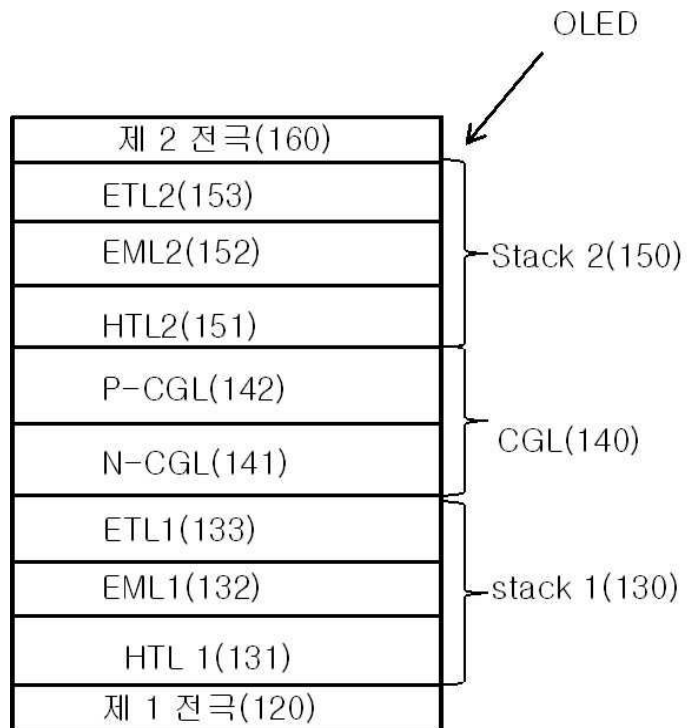 OLED
제 2 전극(160)
ETL2(153)
EML2(152)
Stack 2(150)
HTL2(151)
P-CGL(142)
CGL(140)
N-CGL(141)
ETL1(133)
EML1(132)
stack 1(130)
HTL 1(131)
제 1 전극(120)